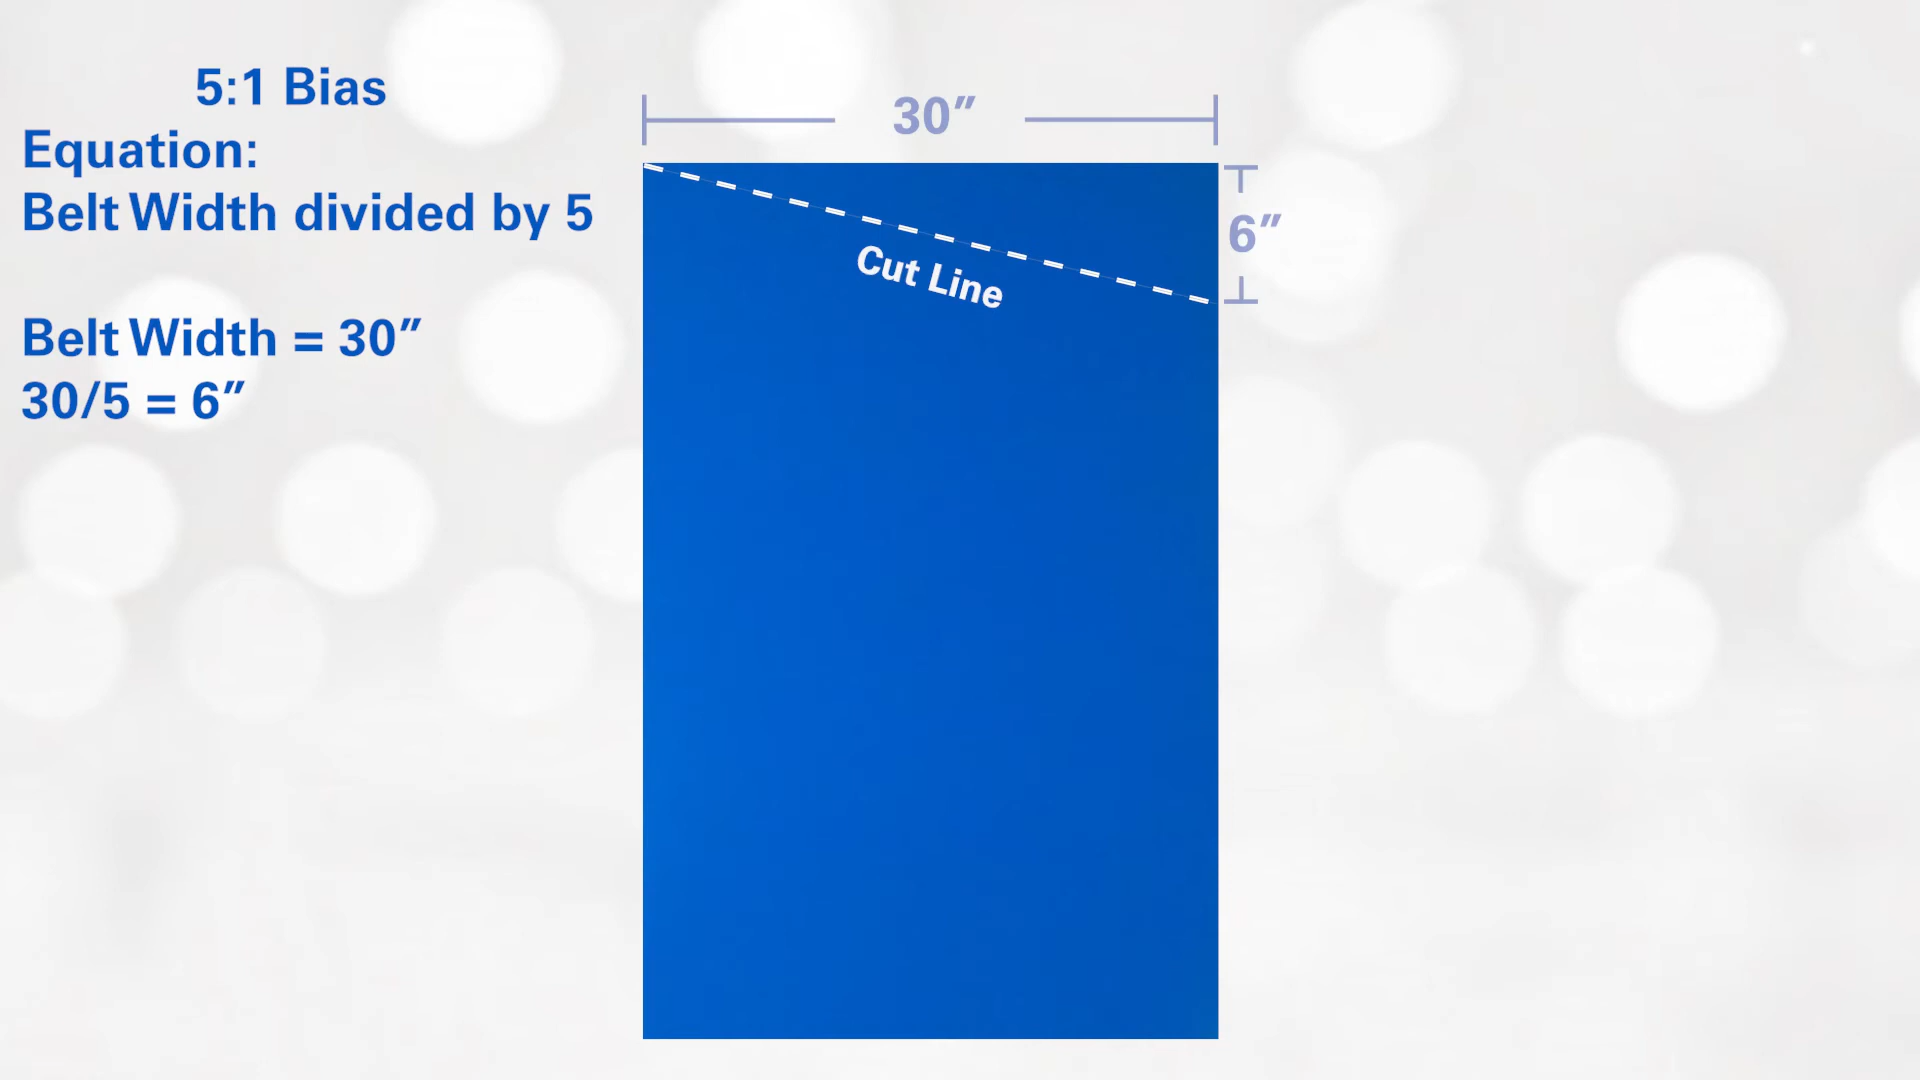 5:1 Bias
Equation:
Belt Width divided by 5
Belt Width = 30″
30/5 = 6″
30″
6″
Cut Line